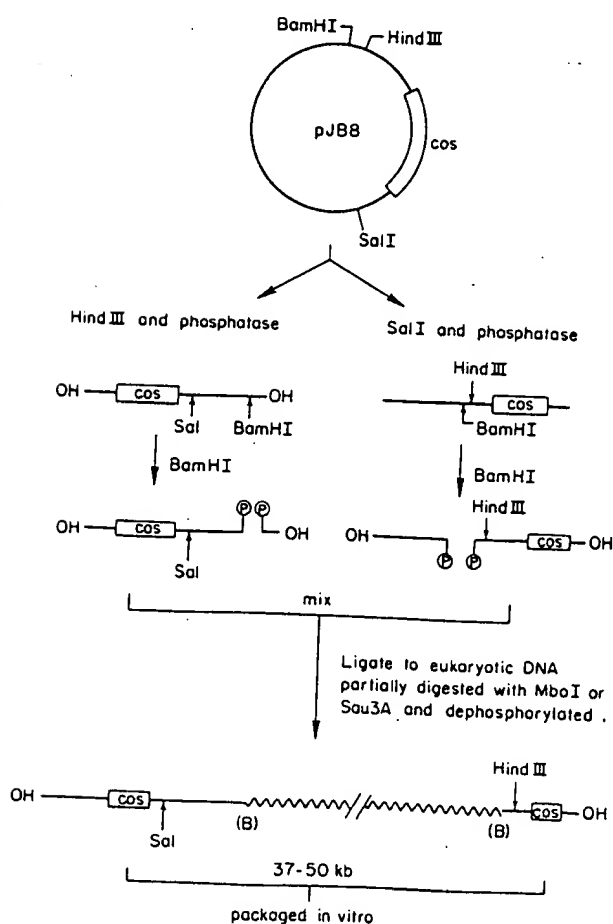 BamHI
Hind III
pJB8
cos
SalI
Hind III and phosphatase
SalI and phosphatase
Hind III
OH
cos
OH
cos
Sal
BamHI
BamHI
BamHI
BamHI
Hind III
OH
cos
P
P
OH
OH
P
P
cos
OH
Sal
mix
Ligate to eukaryotic DNA
partially digested with MboI or
Sau3A and dephosphorylated.
Hind III
OH
cos
cos
OH
Sal
(B)
(B)
37-50 kb
packaged in vitro